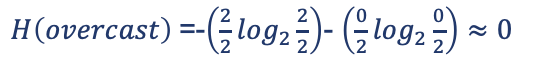 H(overcast) =-(2/2 log₂ 2/2)- (0/2 log₂ 0/2) ≈ 0